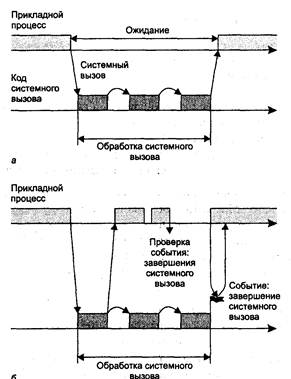 Прикладной
процесс
Ожидание
Системный
вызов
Код
системного
вызова
Обработка системного
вызова
а
Прикладной
процесс
Проверка
события:
завершения
системного
вызова
Событие:
завершение
системного
вызова
Обработка системного
вызова
б